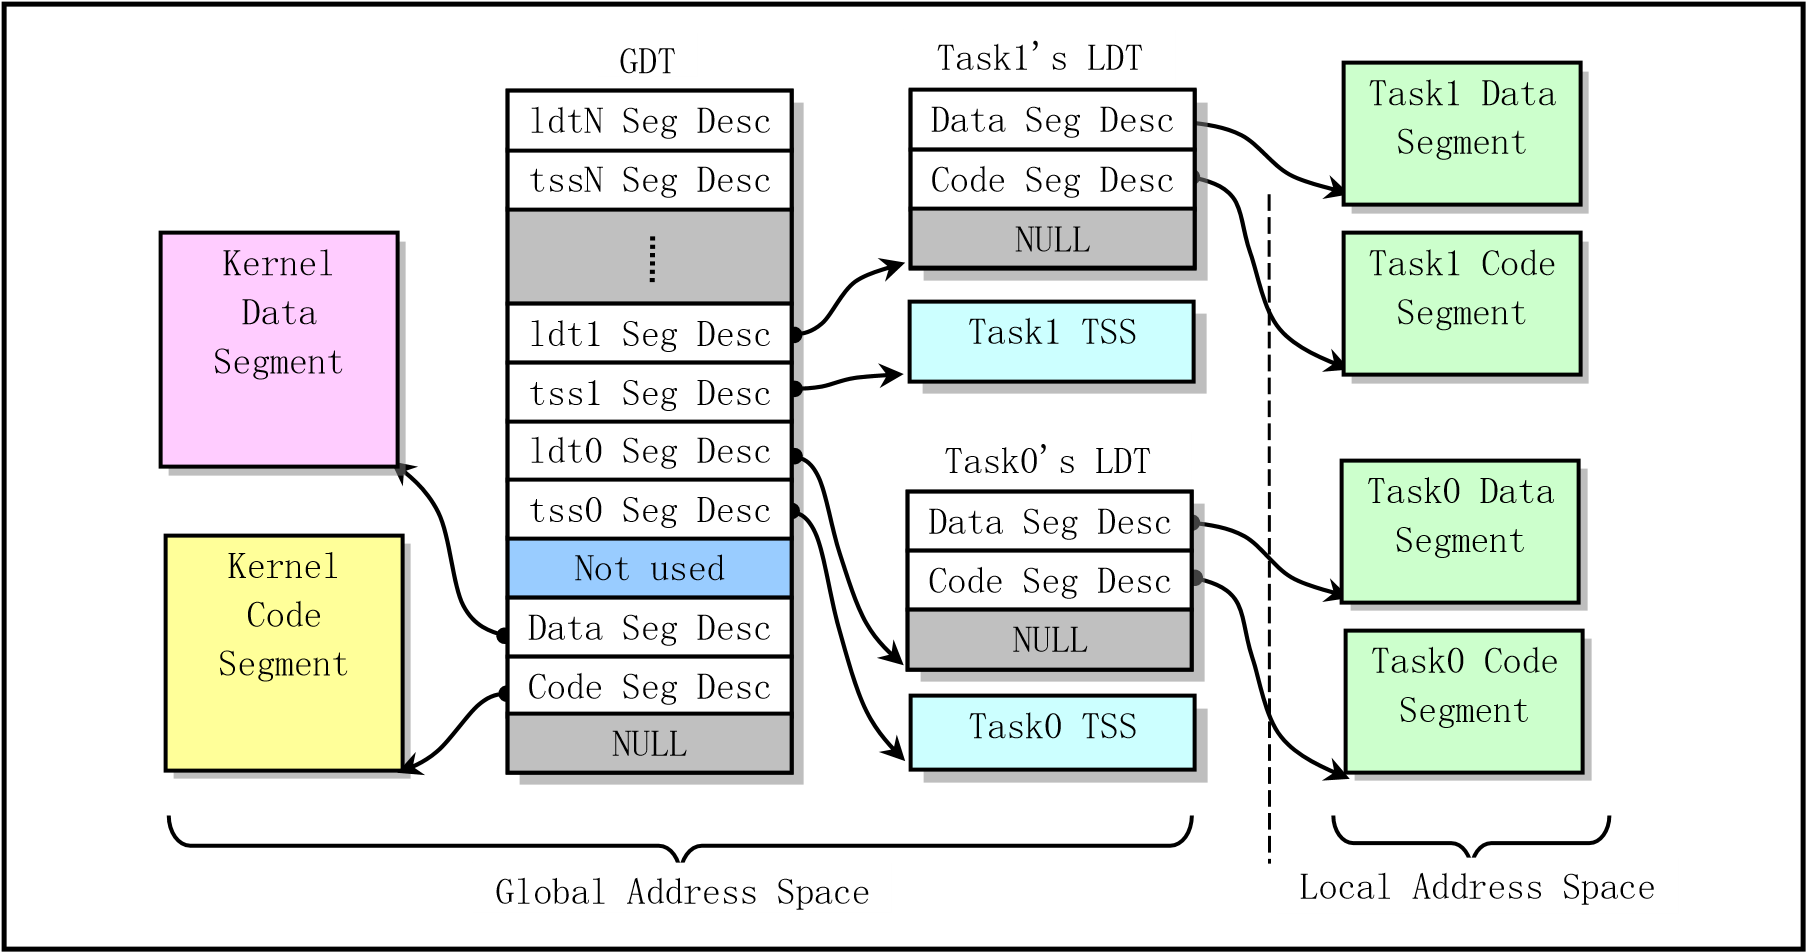 GDT
ldtN Seg Desc
tssN Seg Desc
ldt1 Seg Desc
tss1 Seg Desc
ldt0 Seg Desc
tss0 Seg Desc
Not used
Data Seg Desc
Code Seg Desc
NULL
Kernel
Data
Segment
Kernel
Code
Segment
Task1's LDT
Data Seg Desc
Code Seg Desc
NULL
Task1 TSS
Task0's LDT
Data Seg Desc
Code Seg Desc
NULL
Task0 TSS
Task1 Data
Segment
Task1 Code
Segment
Task0 Data
Segment
Task0 Code
Segment
Global Address Space
Local Address Space